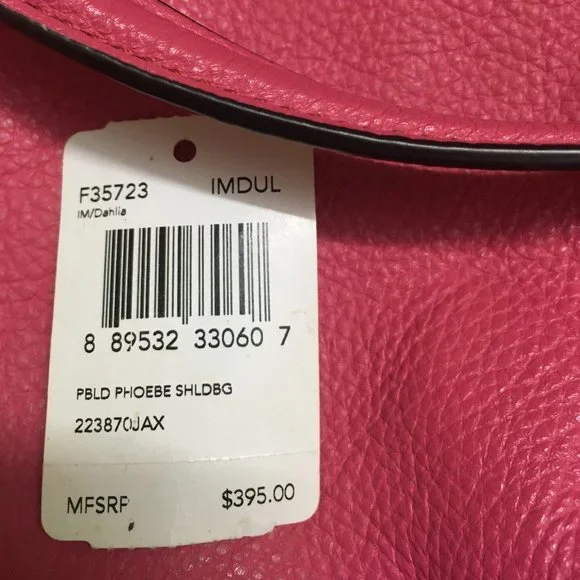 F35723 IMDUL
IM/Dahlia
8 89532 33060 7
PBLD PHOEBE SHLDBG
223870JAX
MFSRP $395.00